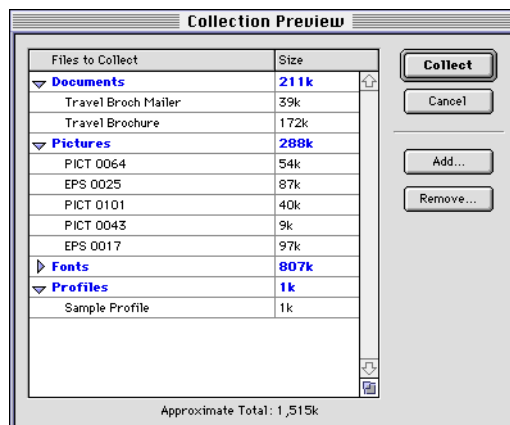 Collection Preview
Files to Collect Size
Documents 211k
Travel Broch Mailer 39k
Travel Brochure 172k
Pictures 288k
PICT 0064 54k
EPS 0025 87k
PICT 0101 40k
PICT 0043 9k
EPS 0017 97k
Fonts 807k
Profiles 1k
Sample Profile 1k
Approximate Total: 1,515k
Collect
Cancel
Add...
Remove...